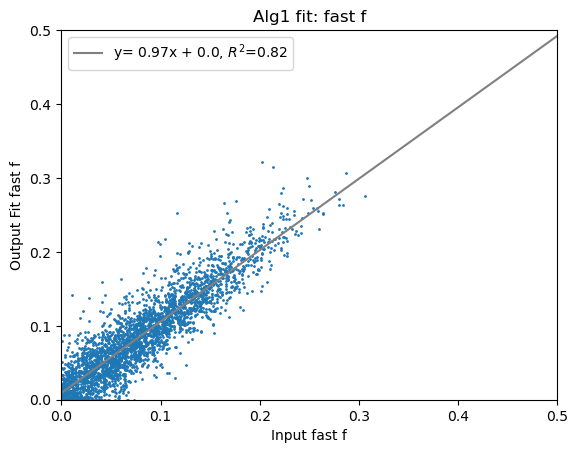 Alg1 fit: fast f
y= 0.97x + 0.0, R²=0.82
Output Fit fast f
0.5
0.4
0.3
0.2
0.1
0.0
0.0 0.1 0.2 0.3 0.4 0.5
Input fast f